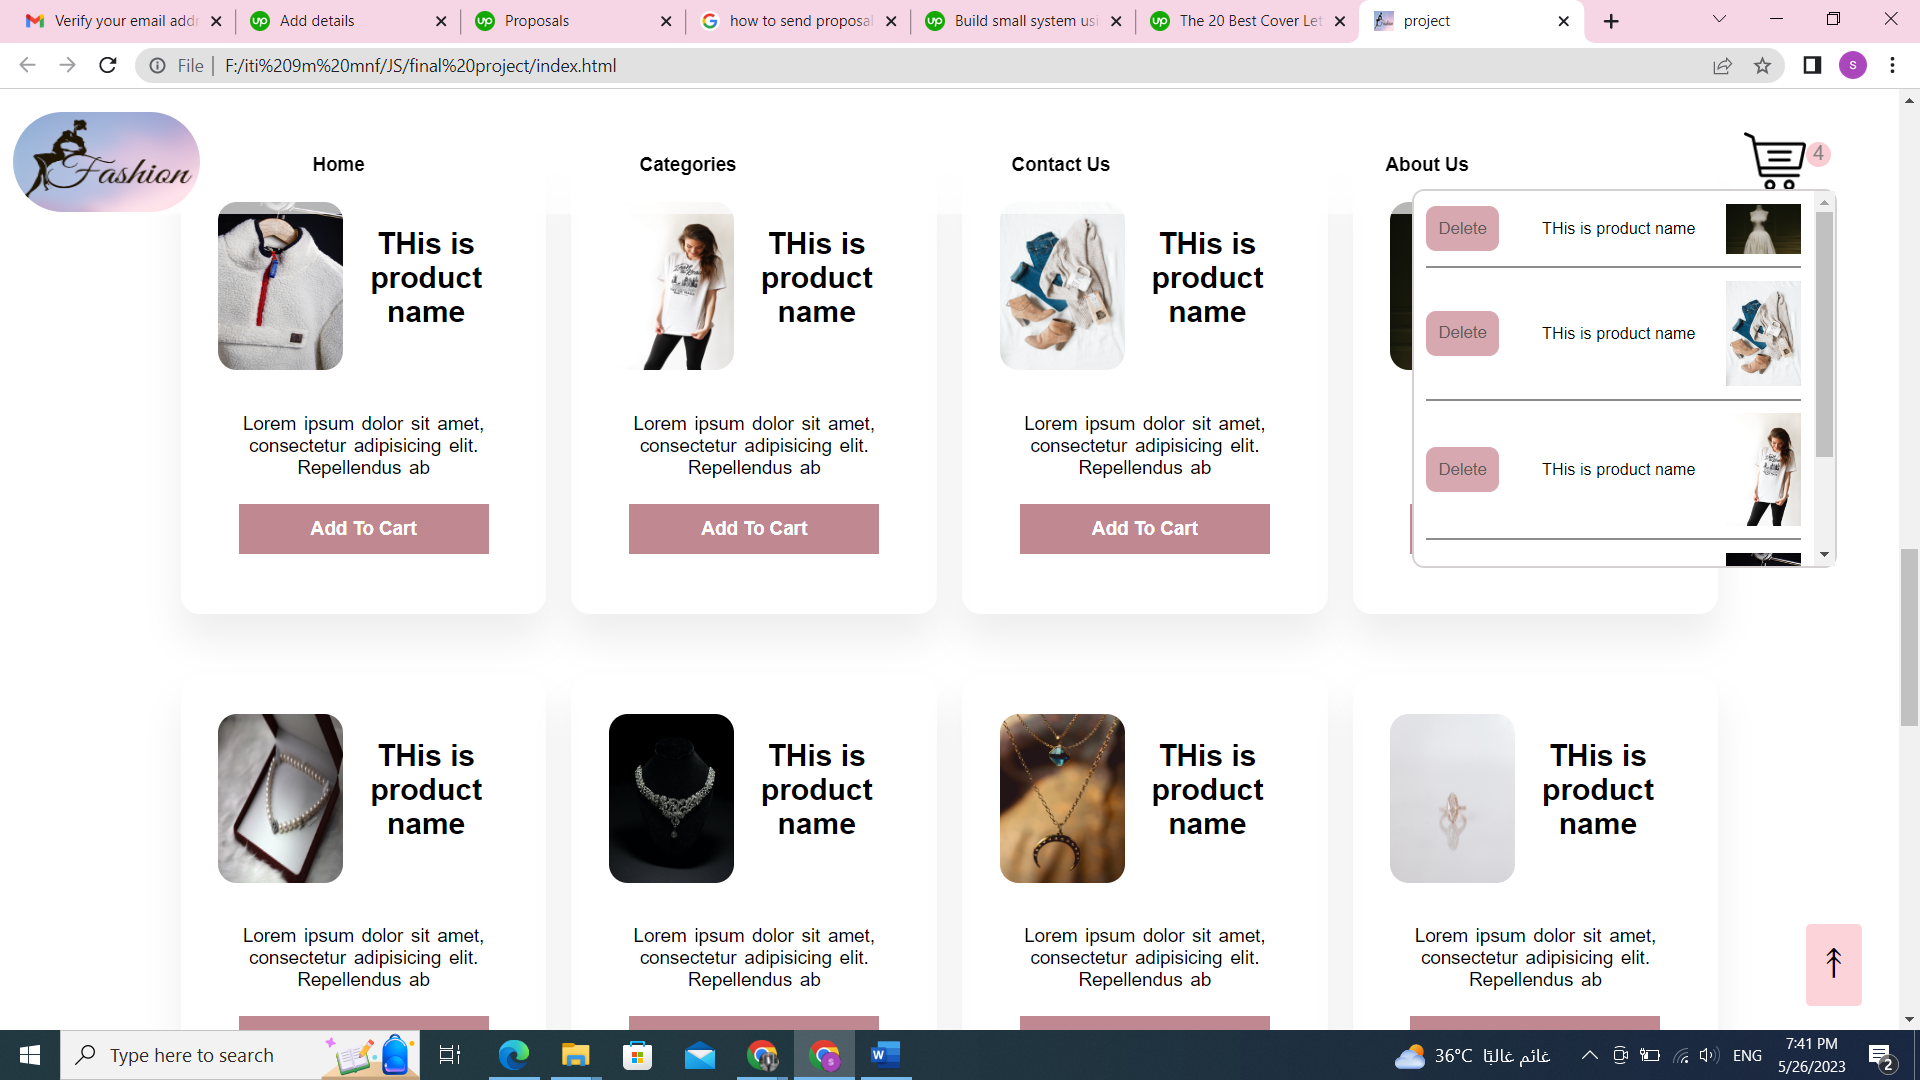 Verify your email addr
Add details
Proposals
how to send proposal
Build small system usi
The 20 Best Cover Let
project
File
F:/iti%209m%20mnf/JS/final%20project/index.html
s
Fashion
Home
Categories
Contact Us
About Us
4
THis is
product
name
Lorem ipsum dolor sit amet,
consectetur adipisicing elit.
Repellendus ab
Add To Cart
THis is
product
name
Lorem ipsum dolor sit amet,
consectetur adipisicing elit.
Repellendus ab
Add To Cart
THis is
product
name
Lorem ipsum dolor sit amet,
consectetur adipisicing elit.
Repellendus ab
Add To Cart
Delete THis is product name
Delete THis is product name
Delete THis is product name
THis is
product
name
Lorem ipsum dolor sit amet,
consectetur adipisicing elit.
Repellendus ab
THis is
product
name
Lorem ipsum dolor sit amet,
consectetur adipisicing elit.
Repellendus ab
THis is
product
name
Lorem ipsum dolor sit amet,
consectetur adipisicing elit.
Repellendus ab
THis is
product
name
Lorem ipsum dolor sit amet,
consectetur adipisicing elit.
Repellendus ab
Type here to search
36°C غائم غالبًا
ENG
7:41 PM
5/26/2023
2